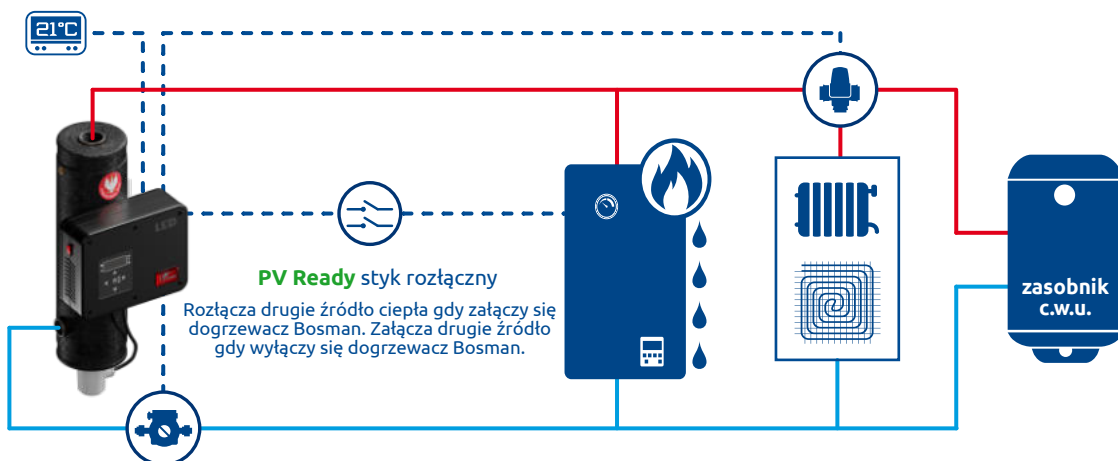 21°C
LED
PV Ready styk rozłączny
Rozłącza drugie źródło ciepła gdy załączy się
dogrzewacz Bosman. Załącza drugie źródło
gdy wyłączy się dogrzewacz Bosman.
zasobnik
c.w.u.